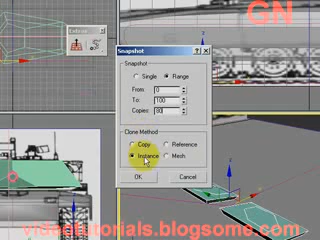 GN
Extras
Snapshot
Snapshot
Single
Range
From: 0
To: 100
Copies: 80
Clone Method
Copy
Reference
Instance
Mesh
OK
Cancel
videotutorials.blogsome.com